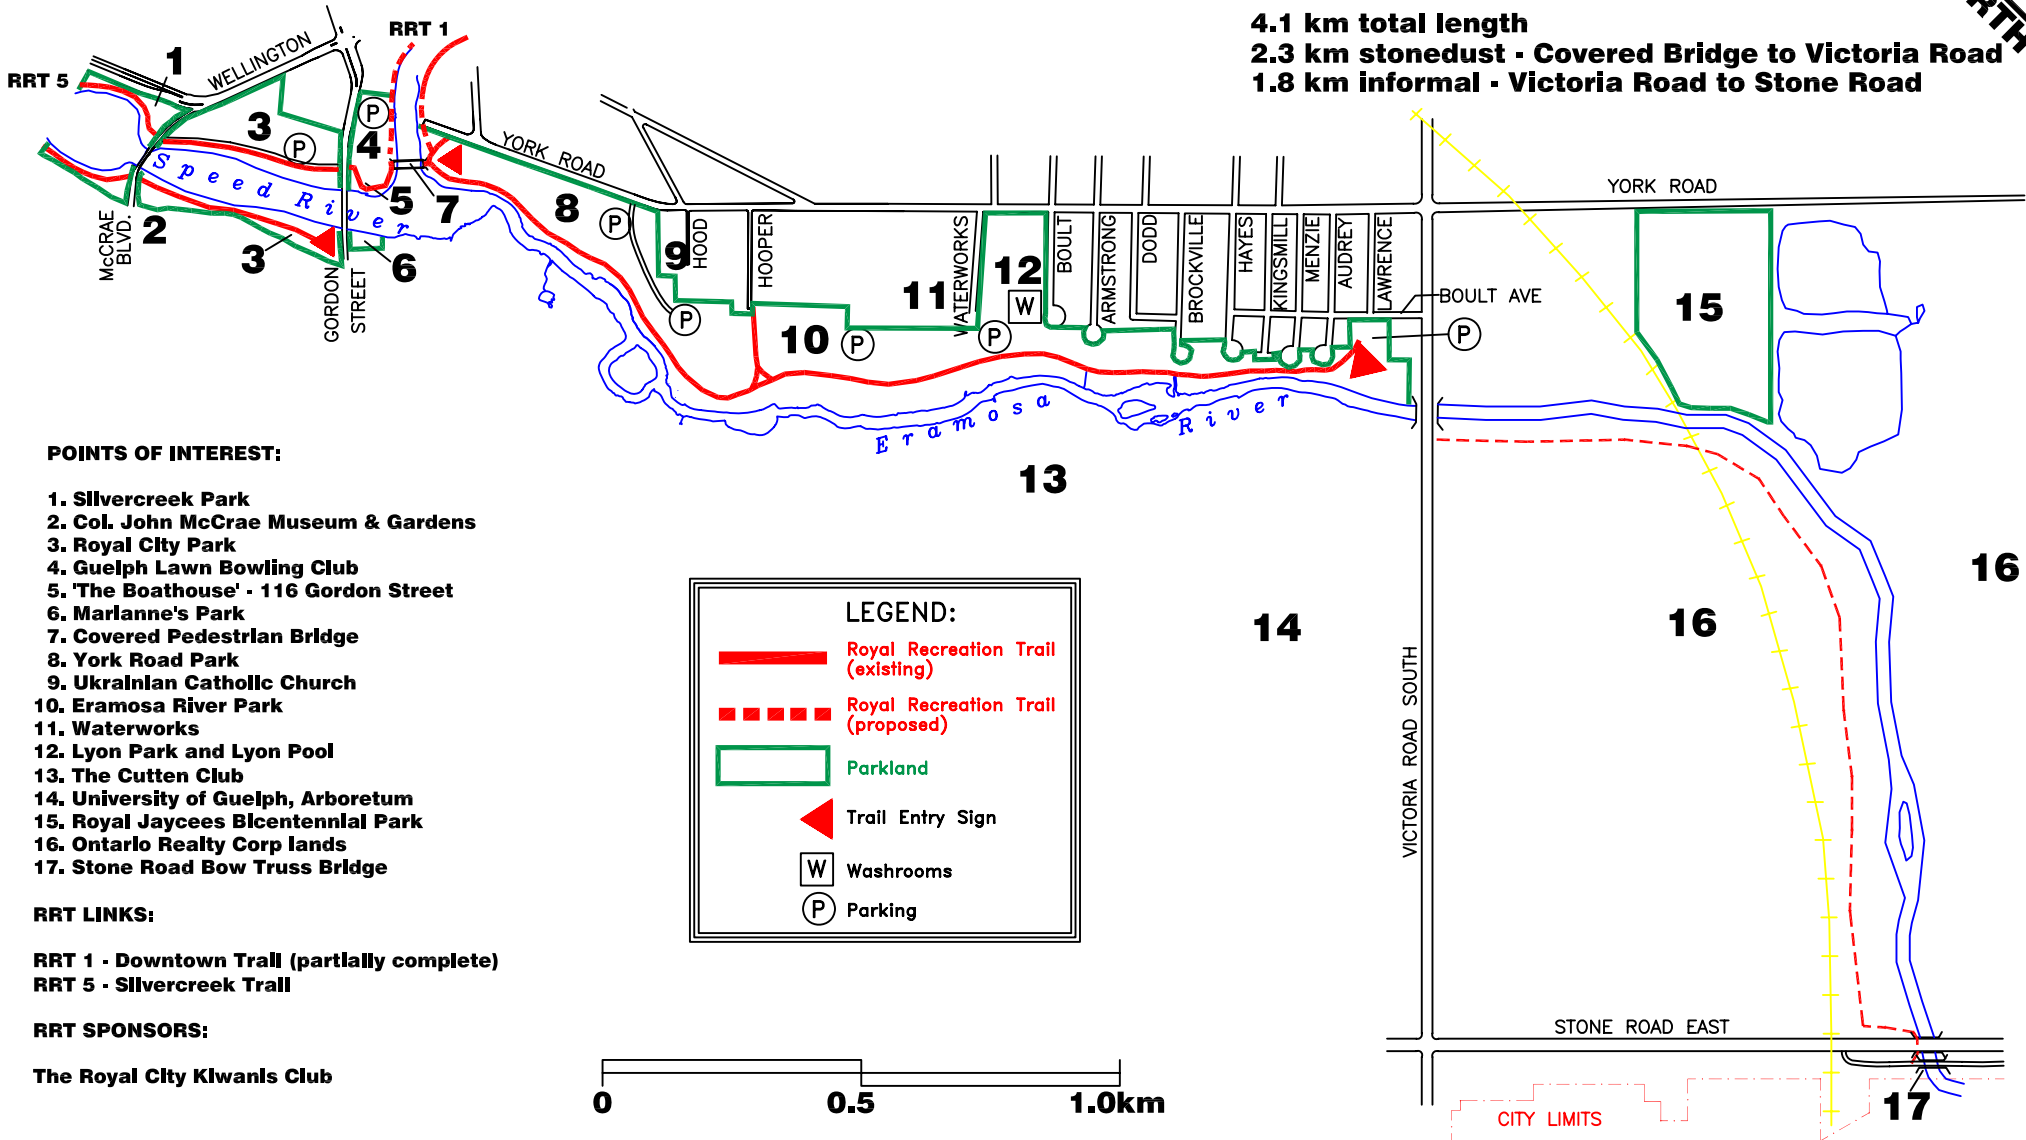 4.1 km total length
2.3 km stonedust - Covered Bridge to Victoria Road
1.8 km informal - Victoria Road to Stone Road
RRT 1
RRT 5
1
WELLINGTON
3
P
P
4
YORK ROAD
Speed River
5
7
8
P
McCRAE BLVD.
2
3
GORDON STREET
6
9
HOOD
HOOPER
P
10
P
11
WATERWORKS
P
12
W
BOULT
ARMSTRONG
DODD
BROCKVILLE
HAYES
KINGSMILL
MENZIE
AUDREY
LAWRENCE
BOULT AVE
P
YORK ROAD
15
Eramosa River
13
14
16
16
VICTORIA ROAD SOUTH
STONE ROAD EAST
17
CITY LIMITS
POINTS OF INTEREST:
1. Silvercreek Park
2. Col. John McCrae Museum & Gardens
3. Royal City Park
4. Guelph Lawn Bowling Club
5. 'The Boathouse' - 116 Gordon Street
6. Marianne's Park
7. Covered Pedestrian Bridge
8. York Road Park
9. Ukrainian Catholic Church
10. Eramosa River Park
11. Waterworks
12. Lyon Park and Lyon Pool
13. The Cutten Club
14. University of Guelph, Arboretum
15. Royal Jaycees Bicentennial Park
16. Ontario Realty Corp lands
17. Stone Road Bow Truss Bridge
RRT LINKS:
RRT 1 - Downtown Trail (partially complete)
RRT 5 - Silvercreek Trail
RRT SPONSORS:
The Royal City Kiwanis Club
LEGEND:
Royal Recreation Trail
(existing)
Royal Recreation Trail
(proposed)
Parkland
Trail Entry Sign
W Washrooms
P Parking
0 0.5 1.0km